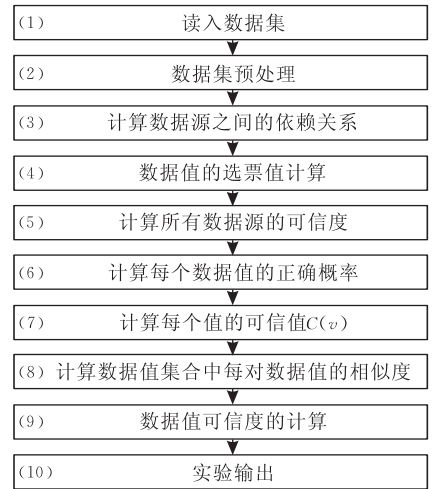 (1) 读入数据集
(2) 数据集预处理
(3) 计算数据源之间的依赖关系
(4) 数据值的选票值计算
(5) 计算所有数据源的可信度
(6) 计算每个数据值的正确概率
(7) 计算每个值的可信值C(v)
(8) 计算数据值集合中每对数据值的相似度
(9) 数据值可信度的计算
(10) 实验输出